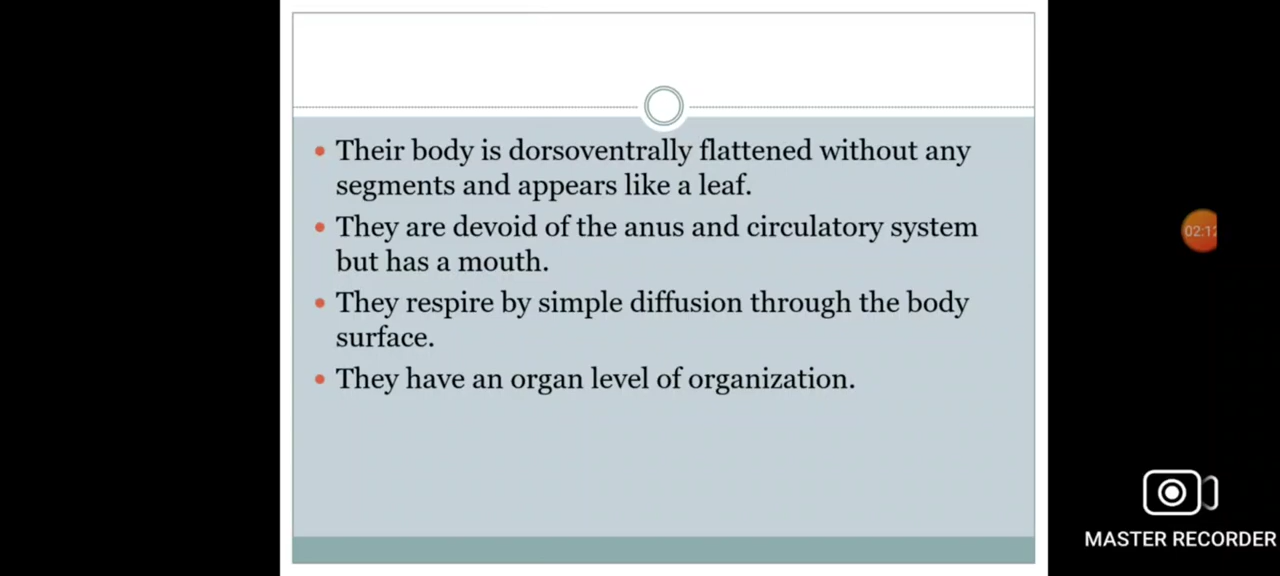 Their body is dorsoventrally flattened without any
segments and appears like a leaf.
They are devoid of the anus and circulatory system
but has a mouth.
They respire by simple diffusion through the body
surface.
They have an organ level of organization.
02:12
MASTER RECORDER